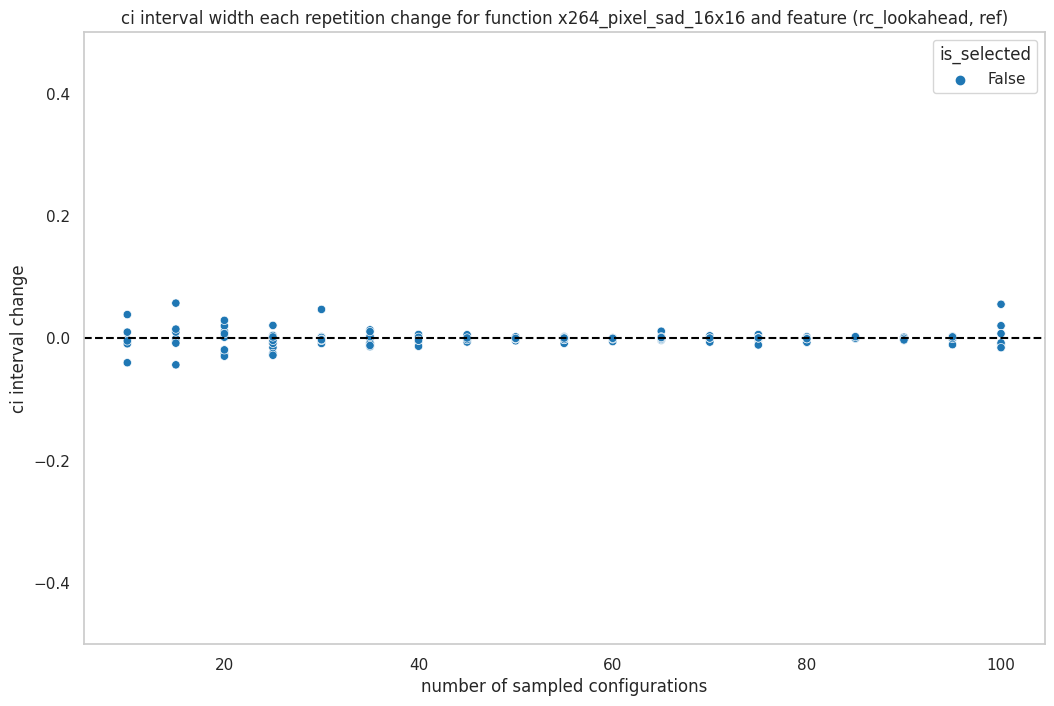 ci interval width each repetition change for function x264_pixel_sad_16x16 and feature (rc_lookahead, ref)
is_selected
False
0.4
0.2
0.0
−0.2
−0.4
ci interval change
20
40
60
80
100
number of sampled configurations